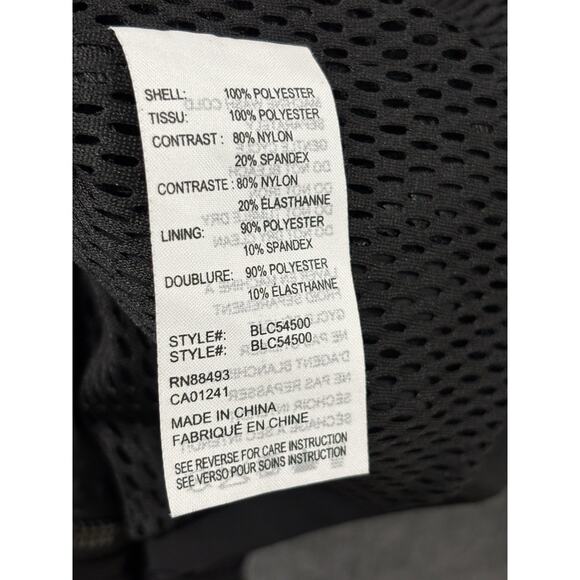 SHELL: 100% POLYESTER
TISSU: 100% POLYESTER
CONTRAST : 80% NYLON
20% SPANDEX
CONTRASTE : 80% NYLON
20% ÉLASTHANNE
LINING: 90% POLYESTER
10% SPANDEX
DOUBLURE: 90% POLYESTER
10% ÉLASTHANNE
STYLE#: BLC54500
STYLE#: BLC54500
RN88493
CA01241
MADE IN CHINA
FABRIQUÉ EN CHINE
SEE REVERSE FOR CARE INSTRUCTION
SEE VERSO POUR SOINS INSTRUCTION